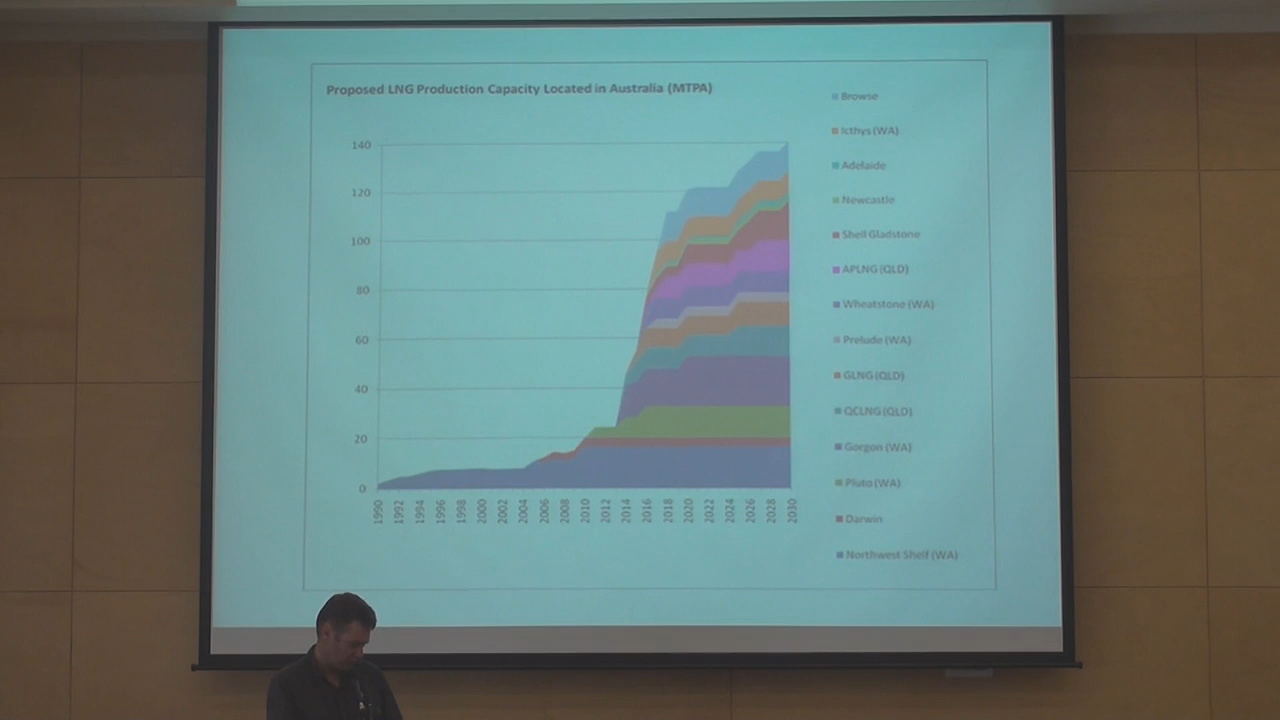 Proposed LNG Production Capacity Located in Australia (MTPA)
140
120
100
80
60
40
20
0
1990
1992
1994
1996
1998
2000
2002
2004
2006
2008
2010
2012
2014
2016
2018
2020
2022
2024
2026
2028
2030
Browse
Icthys (WA)
Adelaide
Newcastle
Shell Gladstone
APLNG (QLD)
Wheatstone (WA)
Prelude (WA)
GLNG (QLD)
QCLNG (QLD)
Gorgon (WA)
Pluto (WA)
Darwin
Northwest Shelf (WA)